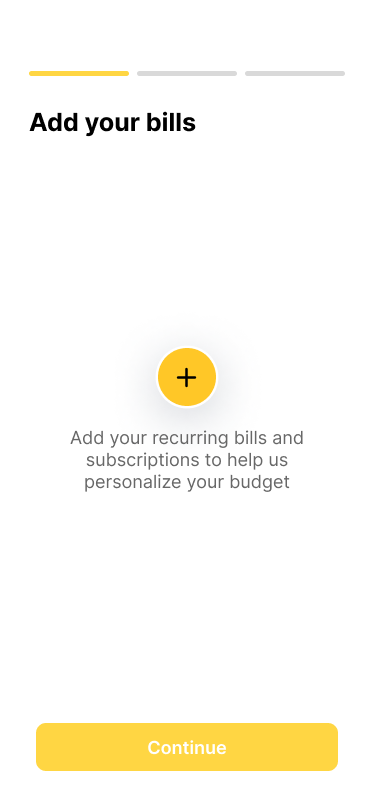 Add your bills
Add your recurring bills and
subscriptions to help us
personalize your budget
Continue